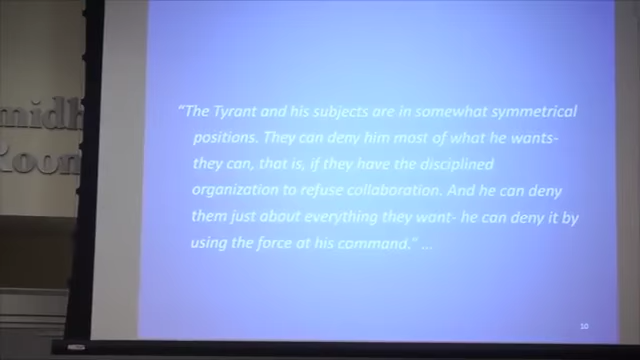 midh
Room
"The Tyrant and his subjects are in somewhat symmetrical
positions. They can deny him most of what he wants-
they can, that is, if they have the disciplined
organization to refuse collaboration. And he can deny
them just about everything they want- he can deny it by
using the force at his command." ...
10